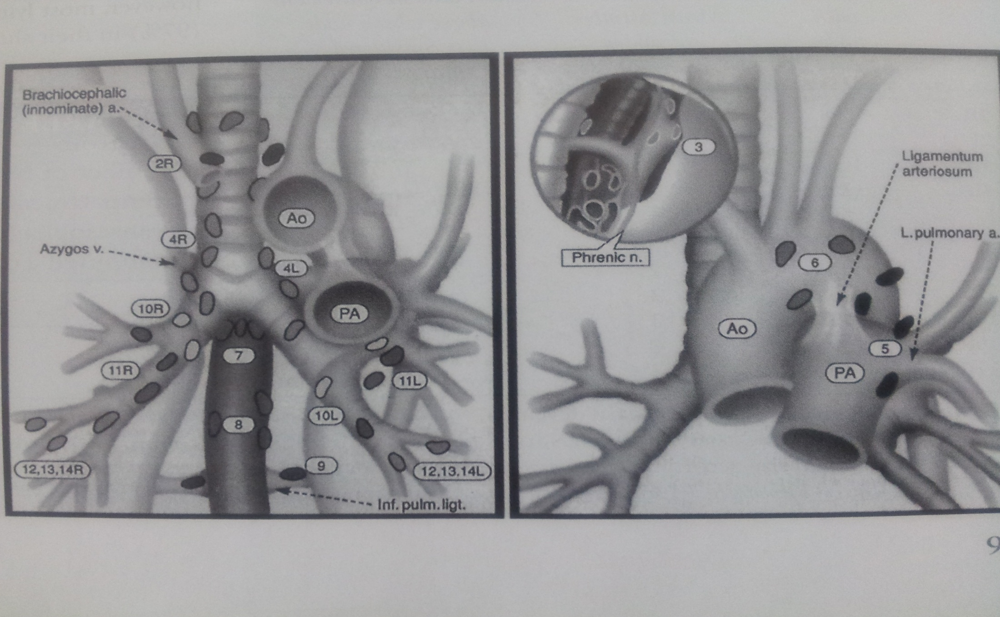 Brachiocephalic
(innominate) a.
2R
Ao
4R
Azygos v.
4L
10R
PA
7
11R
11L
10L
8
9
12,13,14R
12,13,14L
Inf. pulm. ligt.
3
Ligamentum
arteriosum
L. pulmonary a.
Phrenic n.
6
Ao
5
PA
9